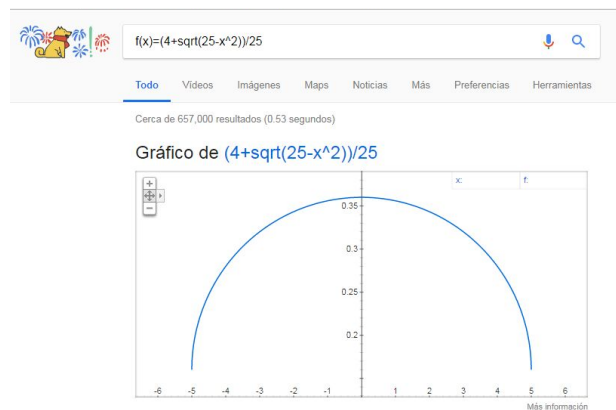 f(x)=(4+sqrt(25-x^2))/25
Todo Vídeos Imágenes Maps Noticias Más Preferencias Herramientas
Cerca de 657,000 resultados (0.53 segundos)
Gráfico de (4+sqrt(25-x^2))/25
x: f:
0.35
0.3
0.25
0.2
-6 -5 -4 -3 -2 -1 1 2 3 4 5 6
Más información